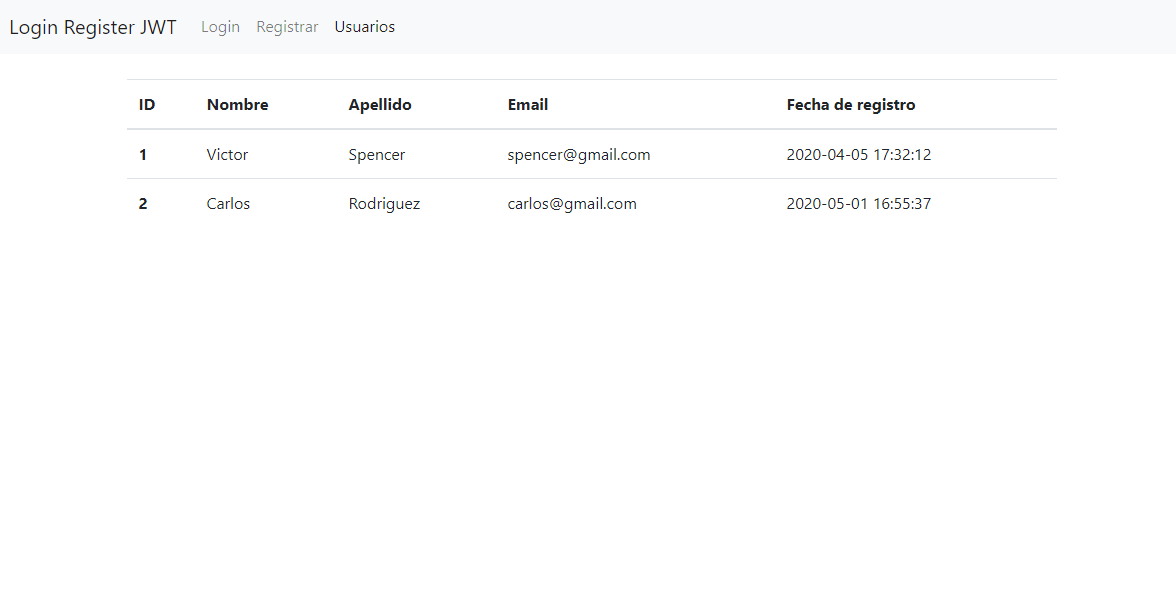 Login Register JWT Login Registrar Usuarios
ID Nombre Apellido Email Fecha de registro
1 Victor Spencer spencer@gmail.com 2020-04-05 17:32:12
2 Carlos Rodriguez carlos@gmail.com 2020-05-01 16:55:37